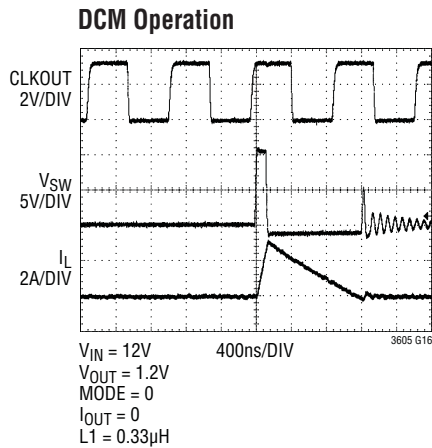 DCM Operation
CLKOUT
2V/DIV
VSW
5V/DIV
IL
2A/DIV
3605 G16
VIN = 12V
400ns/DIV
VOUT = 1.2V
MODE = 0
IOUT = 0
L1 = 0.33µH